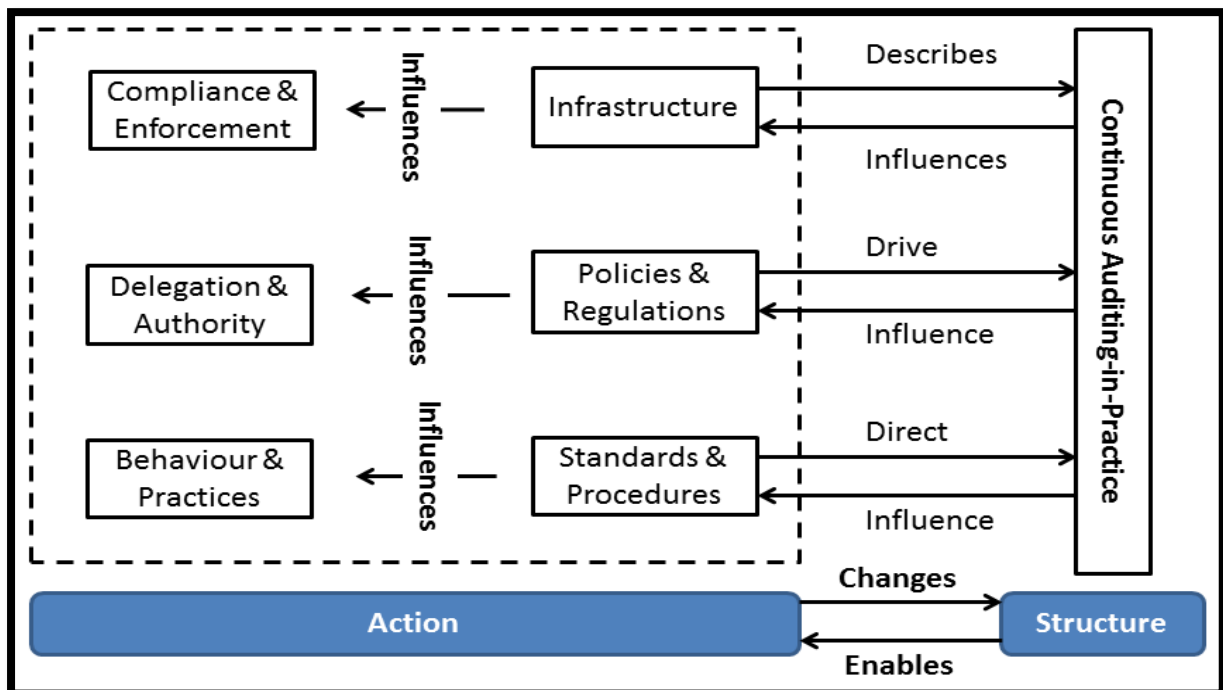 Compliance &
Enforcement
Influences
Infrastructure
Describes
Influences
Delegation &
Authority
Influences
Policies &
Regulations
Drive
Influence
Behaviour &
Practices
Influences
Standards &
Procedures
Direct
Influence
Continuous Auditing-in-Practice
Action
Changes
Enables
Structure